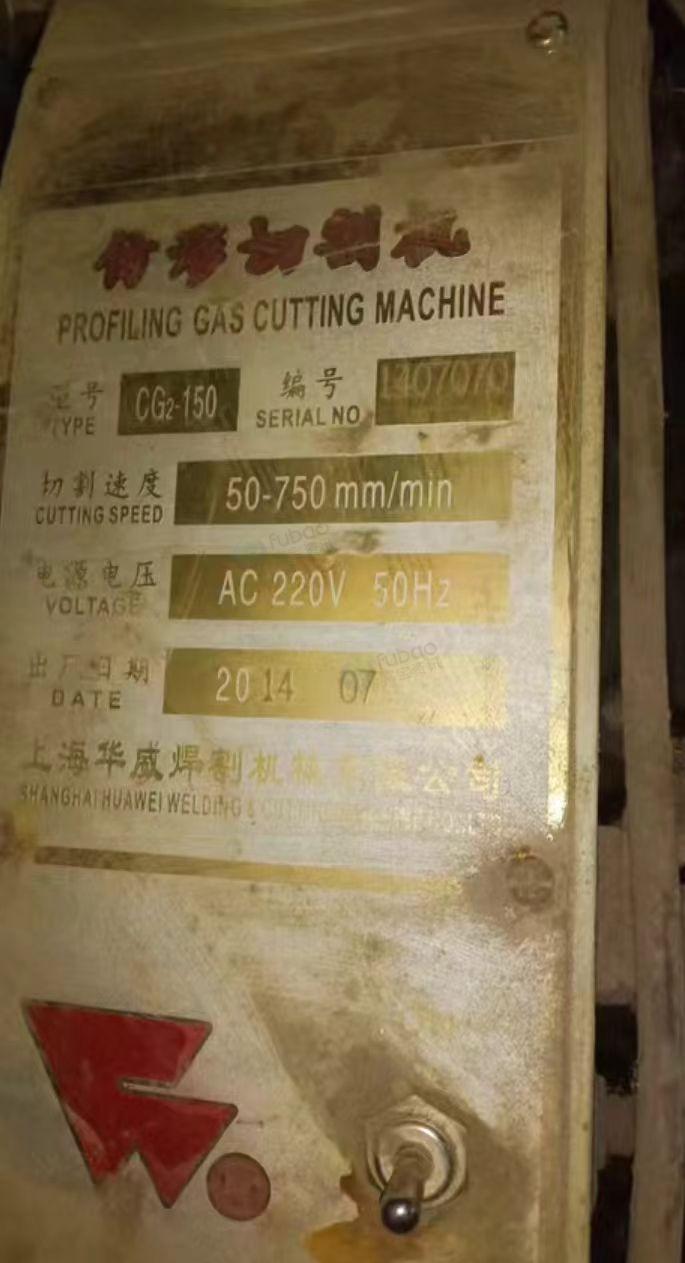 仿形切割机
PROFILING GAS CUTTING MACHINE
型号 CG2-150 编号 1407070
TYPE SERIAL NO
切割速度 50-750 mm/min
CUTTING SPEED
电源电压 AC 220V 50Hz
VOLTAGE
出厂日期 2014 07
DATE
上海华威焊割机械有限公司
SHANGHAI HUAWEI WELDING & CUTTING
fubao
fubao